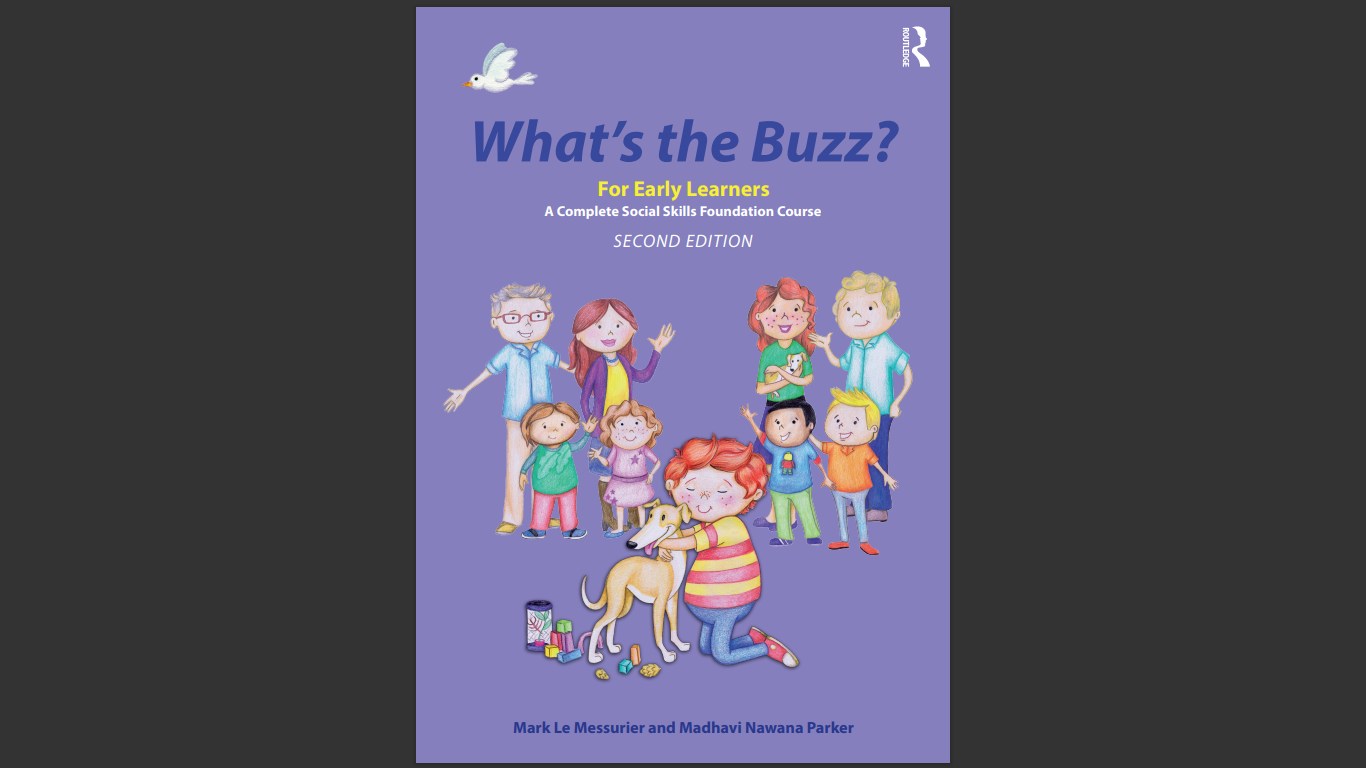 ROUTLEDGE
What's the Buzz?
For Early Learners
A Complete Social Skills Foundation Course
SECOND EDITION
Mark Le Messurier and Madhavi Nawana Parker